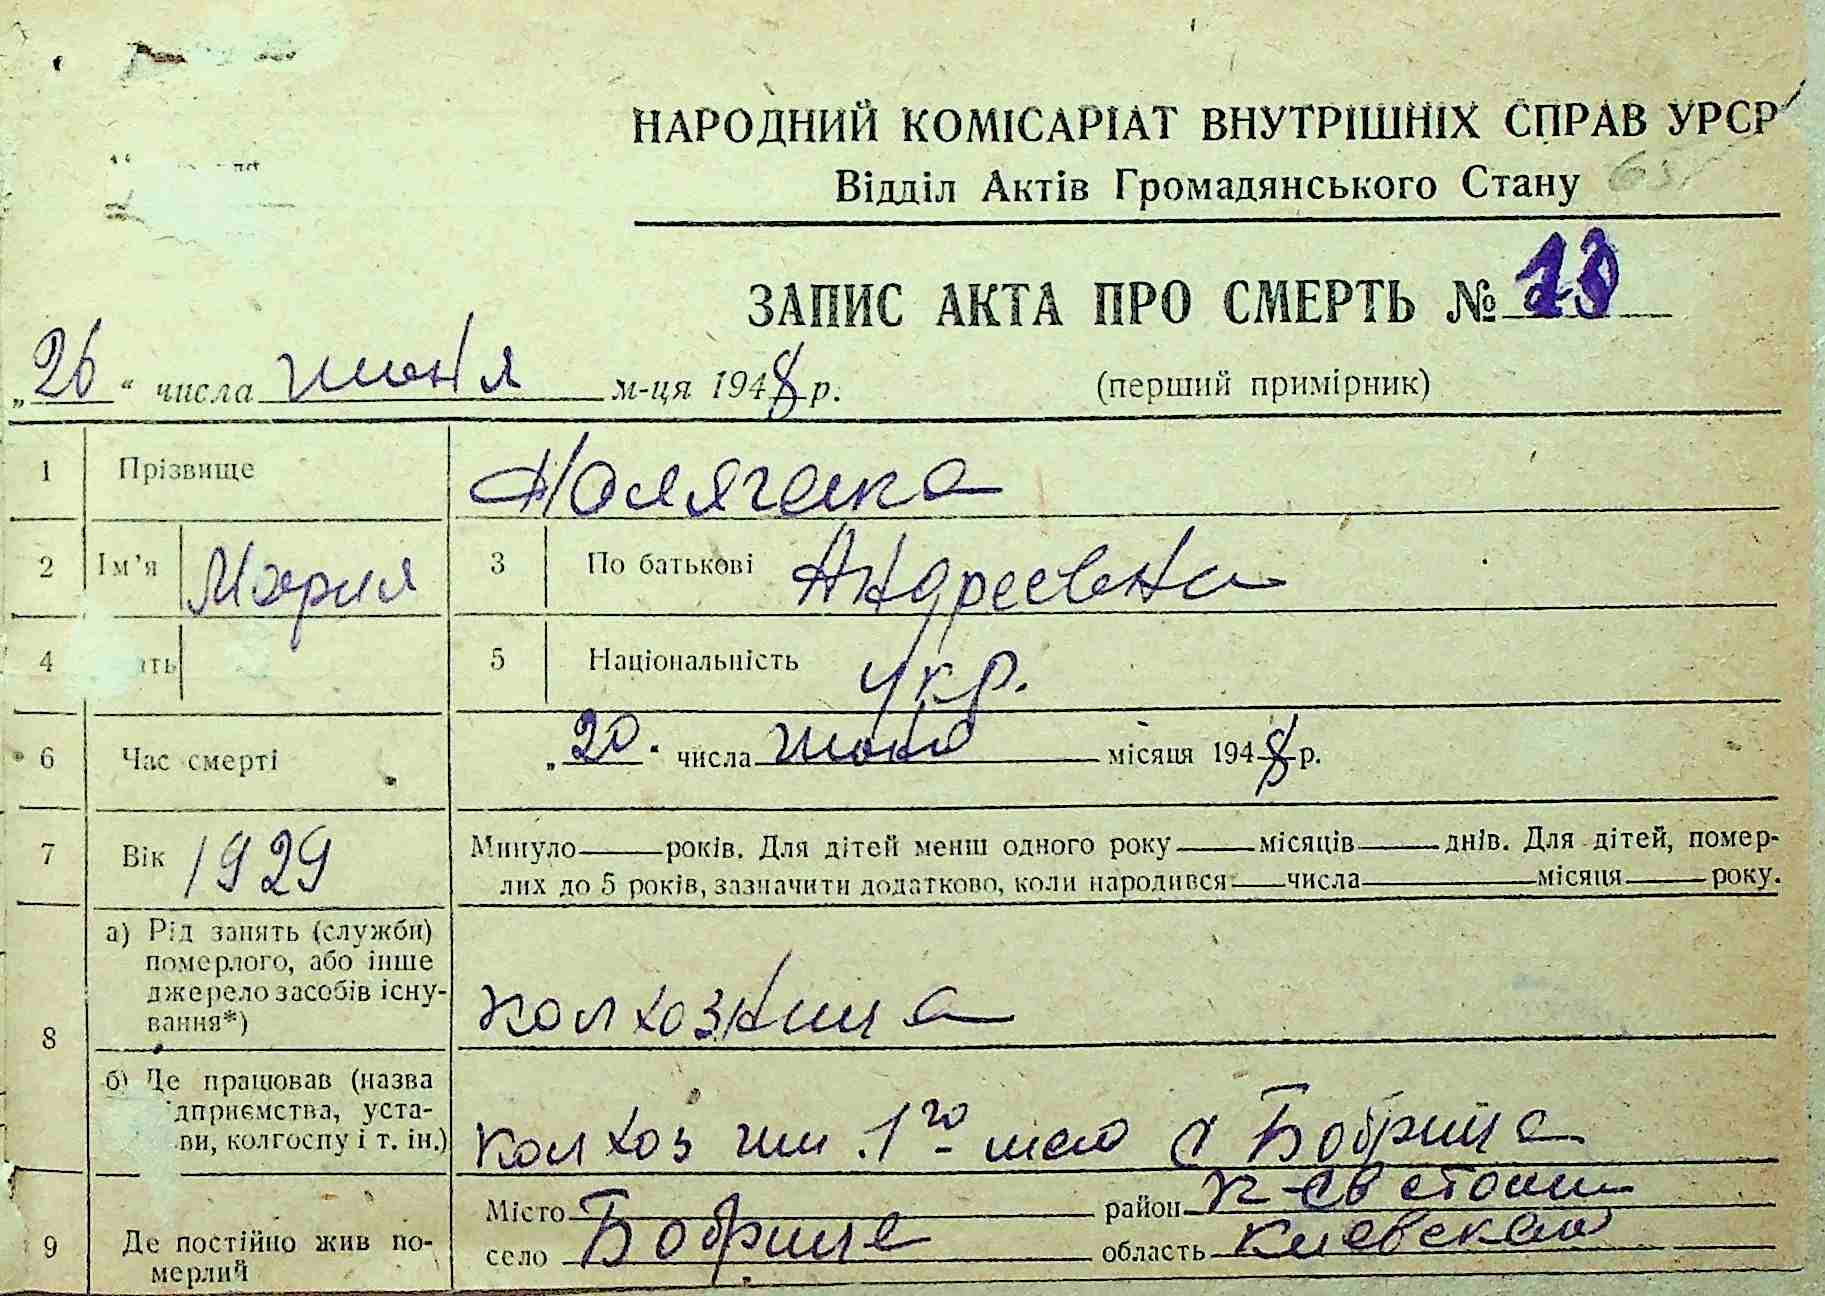 НАРОДНИЙ КОМІСАРІАТ ВНУТРІШНІХ СПРАВ УРСР
Відділ Актів Громадянського Стану
ЗАПИС АКТА ПРО СМЕРТЬ №
„26“ числа июня м-ця 1948 р. (перший примірник)
1 Прізвище
2 Ім'я Мария 3 По батькові Андреевна
4 ать 5 Національність укр.
6 Час смерті „20.“ числа июня місяця 1948 р.
7 Вік 1929 Минуло років. Для дітей менш одного року місяців днів. Для дітей, помер-
лих до 5 років, зазначити додатково, коли народився числа місяця року.
8 а) Рід занять (служби)
померлого, або інше
джерело засобів існу-
вання*)
колхозница
б) Де працював (назва
дприємства, уста-
ви, колгоспу і т. ін.)
колхоз им. 1го мая с Бобрица
9 Де постійно жив по-
мерлий
Місто район К-Святош
село Бобрица область Киевская